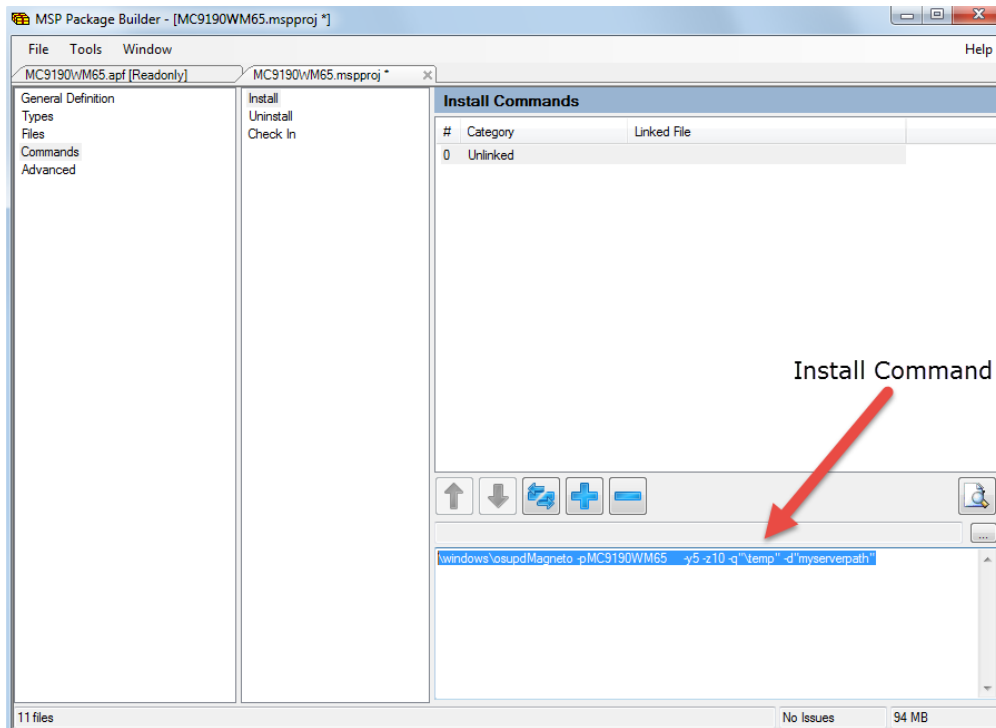 MSP Package Builder - [MC9190WM65.mspproj *]
File Tools Window Help
MC9190WM65.apf [Readonly] MC9190WM65.mspproj *
General Definition
Types
Files
Commands
Advanced
Install
Uninstall
Check In
Install Commands
# Category Linked File
0 Unlinked
Install Command
...
\windows\osupdMagneto -pMC9190WM65 -y5 -z10 -q"\temp" -d"myserverpath"
11 files No Issues 94 MB